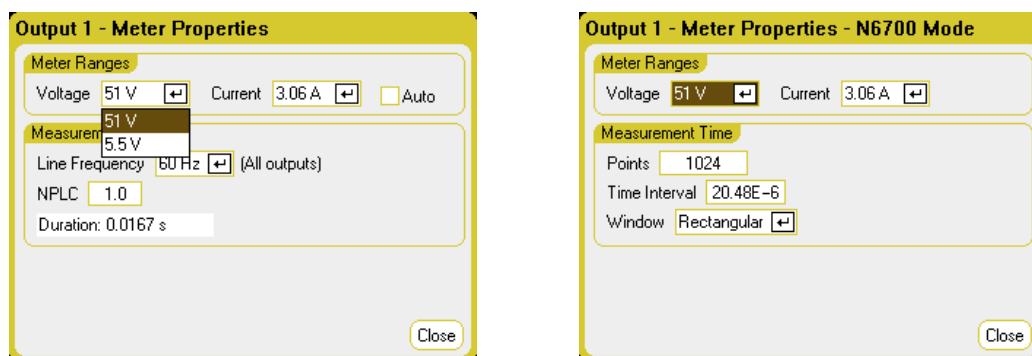 Output 1 - Meter Properties
Meter Ranges
Voltage 51 V Current 3.06 A Auto
51 V
5.5 V
Line Frequency 60 Hz (All outputs)
NPLC 1.0
Duration: 0.0167 s
Close
Output 1 - Meter Properties - N6700 Mode
Meter Ranges
Voltage 51 V Current 3.06 A
Measurement Time
Points 1024
Time Interval 20.48E-6
Window Rectangular
Close